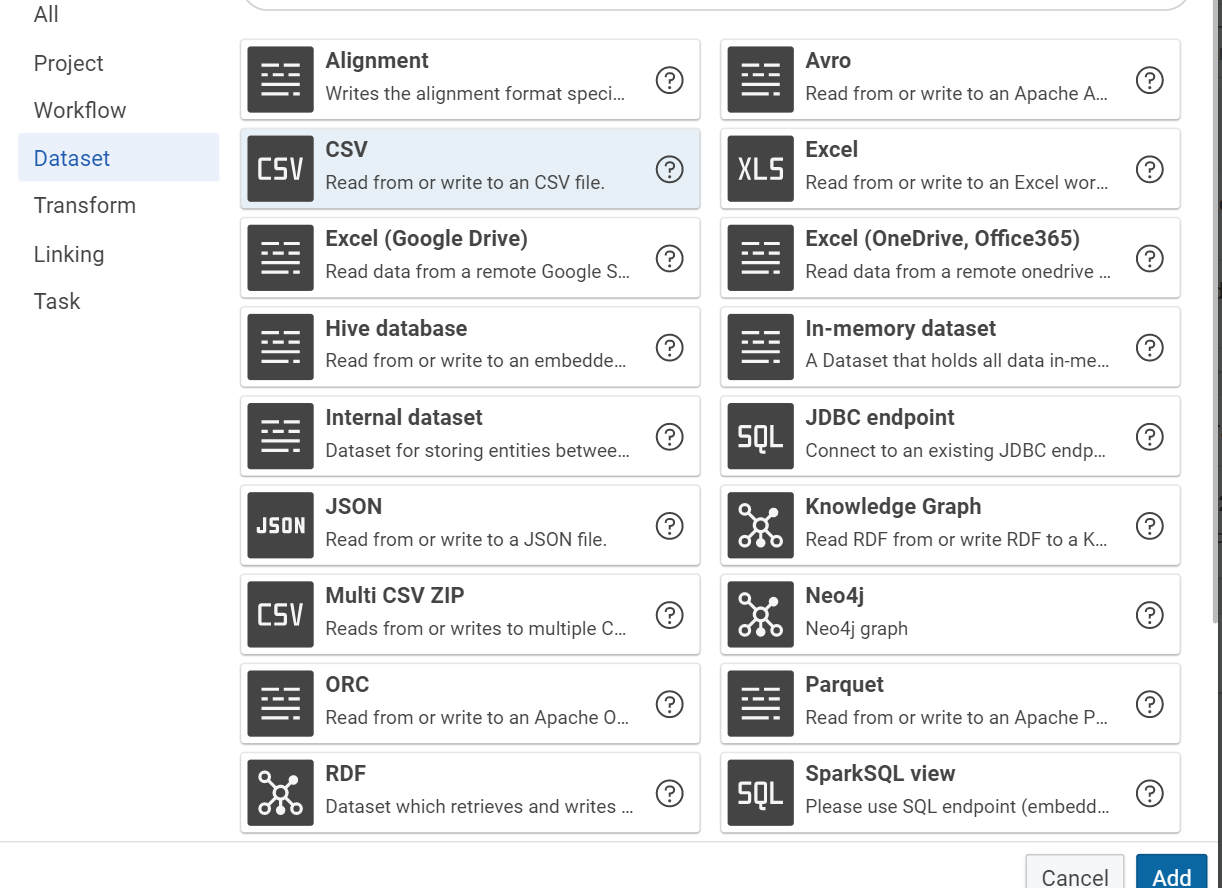 All
Project
Workflow
Dataset
Transform
Linking
Task
Alignment
Writes the alignment format speci...
Avro
Read from or write to an Apache A...
CSV
CSV
Read from or write to an CSV file.
XLS
Excel
Read from or write to an Excel wor...
Excel (Google Drive)
Read data from a remote Google S...
Excel (OneDrive, Office365)
Read data from a remote onedrive ...
Hive database
Read from or write to an embedde...
In-memory dataset
A Dataset that holds all data in-me...
Internal dataset
Dataset for storing entities betwee...
SQL
JDBC endpoint
Connect to an existing JDBC endp...
JSON
JSON
Read from or write to a JSON file.
Knowledge Graph
Read RDF from or write RDF to a K...
CSV
Multi CSV ZIP
Reads from or writes to multiple C...
Neo4j
Neo4j graph
ORC
Read from or write to an Apache O...
Parquet
Read from or write to an Apache P...
RDF
Dataset which retrieves and writes ...
SQL
SparkSQL view
Please use SQL endpoint (embedd...
Cancel
Add